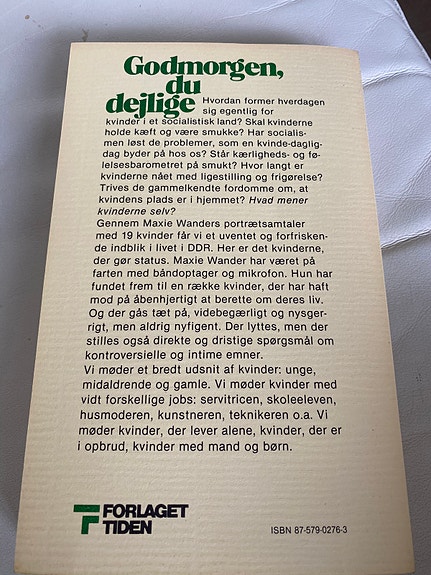 Godmorgen,
du
dejlige Hvordan former hverdagen
sig egentlig for
kvinder i et socialistisk land? Skal kvinderne
holde kæft og være smukke? Har socialis-
men løst de problemer, som en kvinde-daglig-
dag byder på hos os? Står kærligheds- og fø-
lelsesbarometret på smukt? Hvor langt er
kvinderne nået med ligestilling og frigørelse?
Trives de gammelkendte fordomme om, at
kvindens plads er i hjemmet? Hvad mener
kvinderne selv?
Gennem Maxie Wanders portrætsamtaler
med 19 kvinder får vi et uventet og forfrisken-
de indblik i livet i DDR. Her er det kvinderne,
der gør status. Maxie Wander har været på
farten med båndoptager og mikrofon. Hun har
fundet frem til en række kvinder, der har haft
mod på åbenhjertigt at berette om deres liv.
Og der gås tæt på, videbegærligt og nysger-
rigt, men aldrig nyfigent. Der lyttes, men der
stilles også direkte og dristige spørgsmål om
kontroversielle og intime emner.
Vi møder et bredt udsnit af kvinder: unge,
midaldrende og gamle. Vi møder kvinder med
vidt forskellige jobs: servitricen, skoleeleven,
husmoderen, kunstneren, teknikeren o.a. Vi
møder kvinder, der lever alene, kvinder, der er
i opbrud, kvinder med mand og børn.
FORLAGET
TIDEN
ISBN 87-579-0276-3